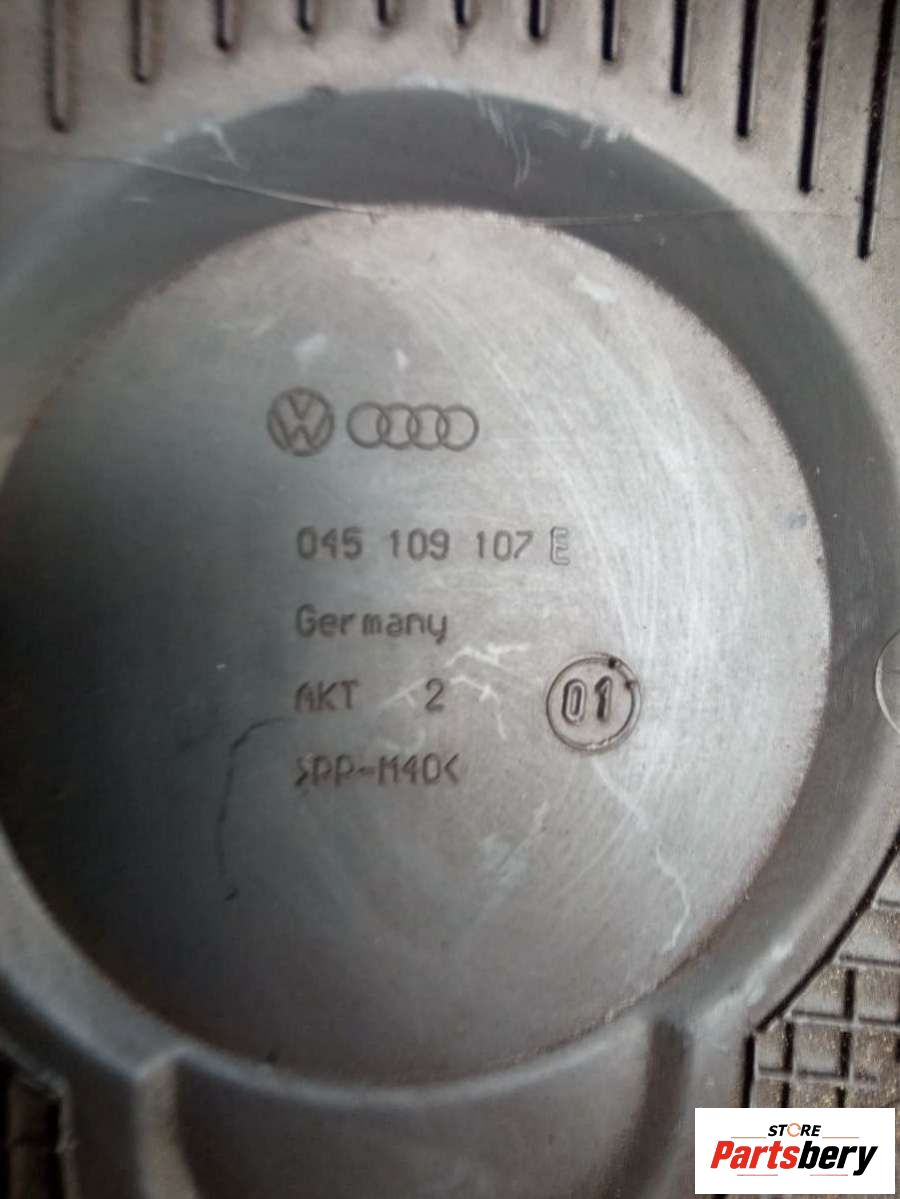 045 109 107 E
Germany
AKT 2
01
>PP-M40<
STORE
Partsbery